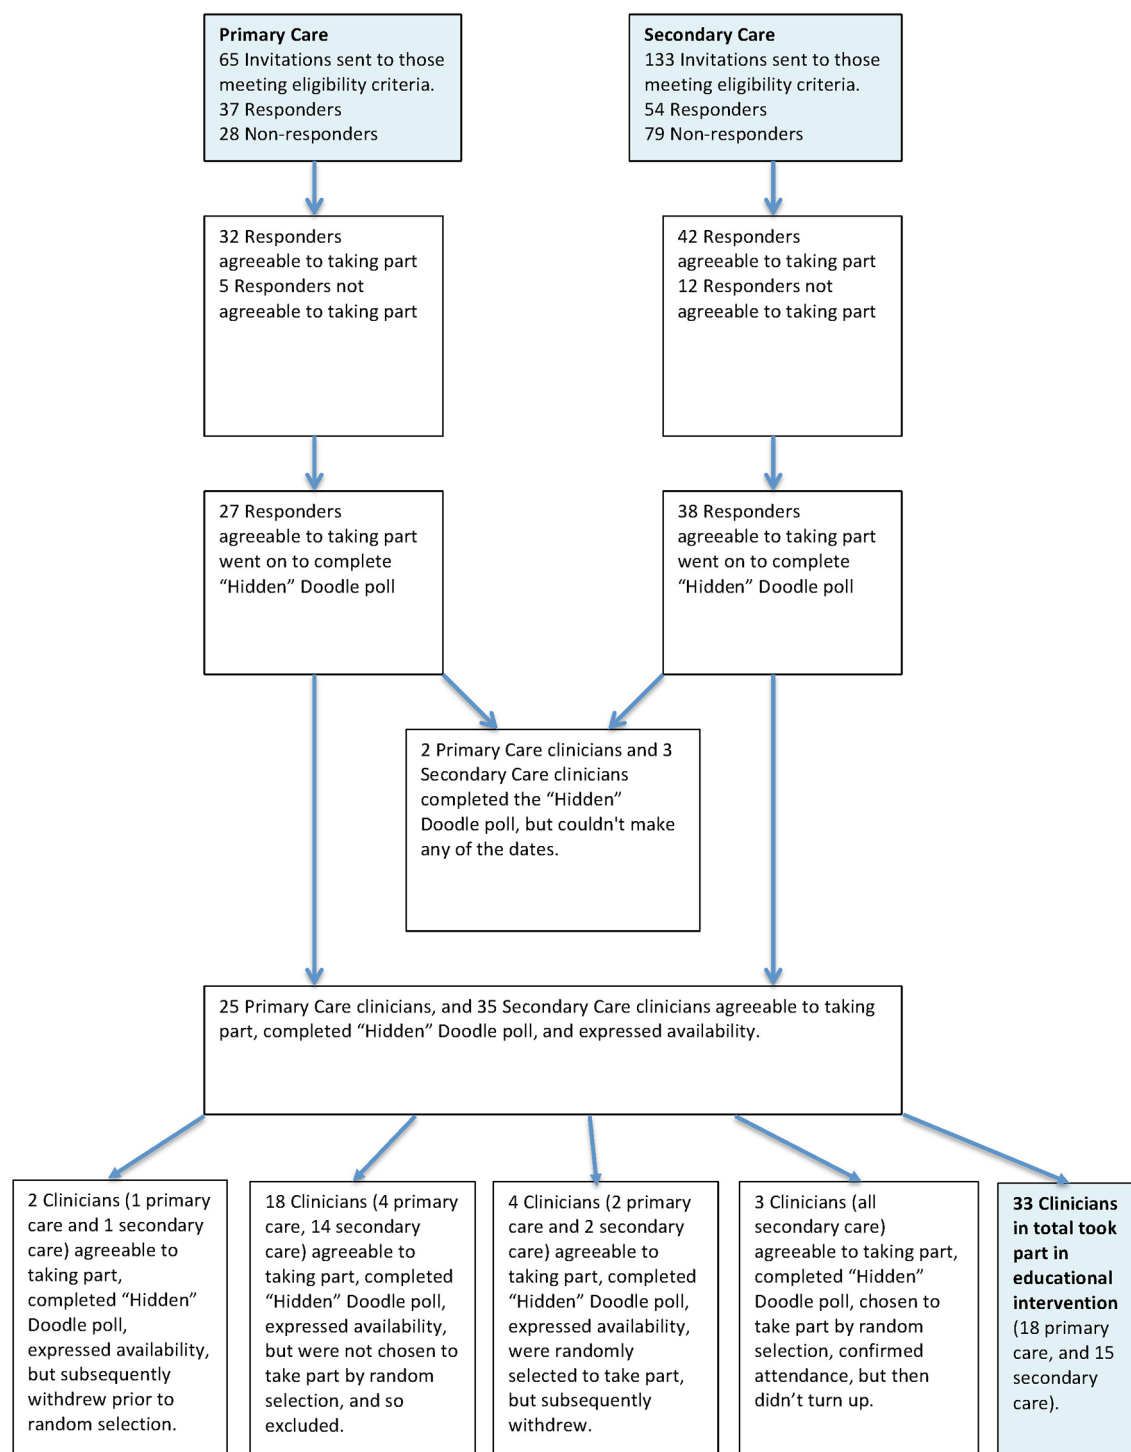 Primary Care
65 Invitations sent to those
meeting eligibility criteria.
37 Responders
28 Non-responders
Secondary Care
133 Invitations sent to those
meeting eligibility criteria.
54 Responders
79 Non-responders
32 Responders
agreeable to taking part
5 Responders not
agreeable to taking part
42 Responders
agreeable to taking part
12 Responders not
agreeable to taking part
27 Responders
agreeable to taking part
went on to complete
“Hidden” Doodle poll
38 Responders
agreeable to taking part
went on to complete
“Hidden” Doodle poll
2 Primary Care clinicians and 3
Secondary Care clinicians
completed the “Hidden”
Doodle poll, but couldn't make
any of the dates.
25 Primary Care clinicians, and 35 Secondary Care clinicians agreeable to taking
part, completed “Hidden” Doodle poll, and expressed availability.
2 Clinicians (1 primary
care and 1 secondary
care) agreeable to
taking part,
completed “Hidden”
Doodle poll,
expressed availability,
but subsequently
withdrew prior to
random selection.
18 Clinicians (4 primary
care, 14 secondary
care) agreeable to
taking part, completed
“Hidden” Doodle poll,
expressed availability,
but were not chosen to
take part by random
selection, and so
excluded.
4 Clinicians (2 primary
care and 2 secondary
care) agreeable to
taking part, completed
“Hidden” Doodle poll,
expressed availability,
were randomly
selected to take part,
but subsequently
withdrew.
3 Clinicians (all
secondary care)
agreeable to taking part,
completed “Hidden”
Doodle poll, chosen to
take part by random
selection, confirmed
attendance, but then
didn’t turn up.
33 Clinicians
in total took
part in
educational
intervention
(18 primary
care, and 15
secondary
care).